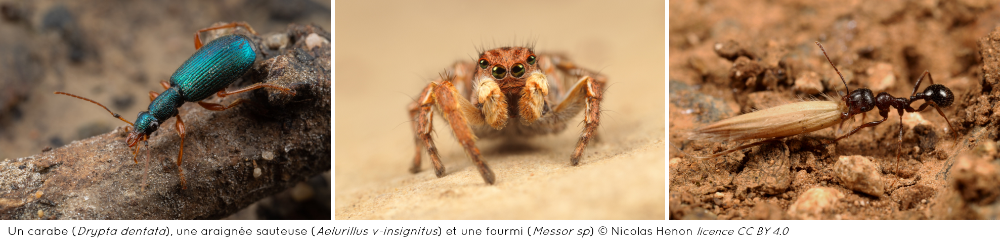 Un carabe (Drypta dentata), une araignée sauteuse (Aelurillus v-insignitus) et une fourmi (Messor sp) © Nicolas Henon licence CC BY 4.0